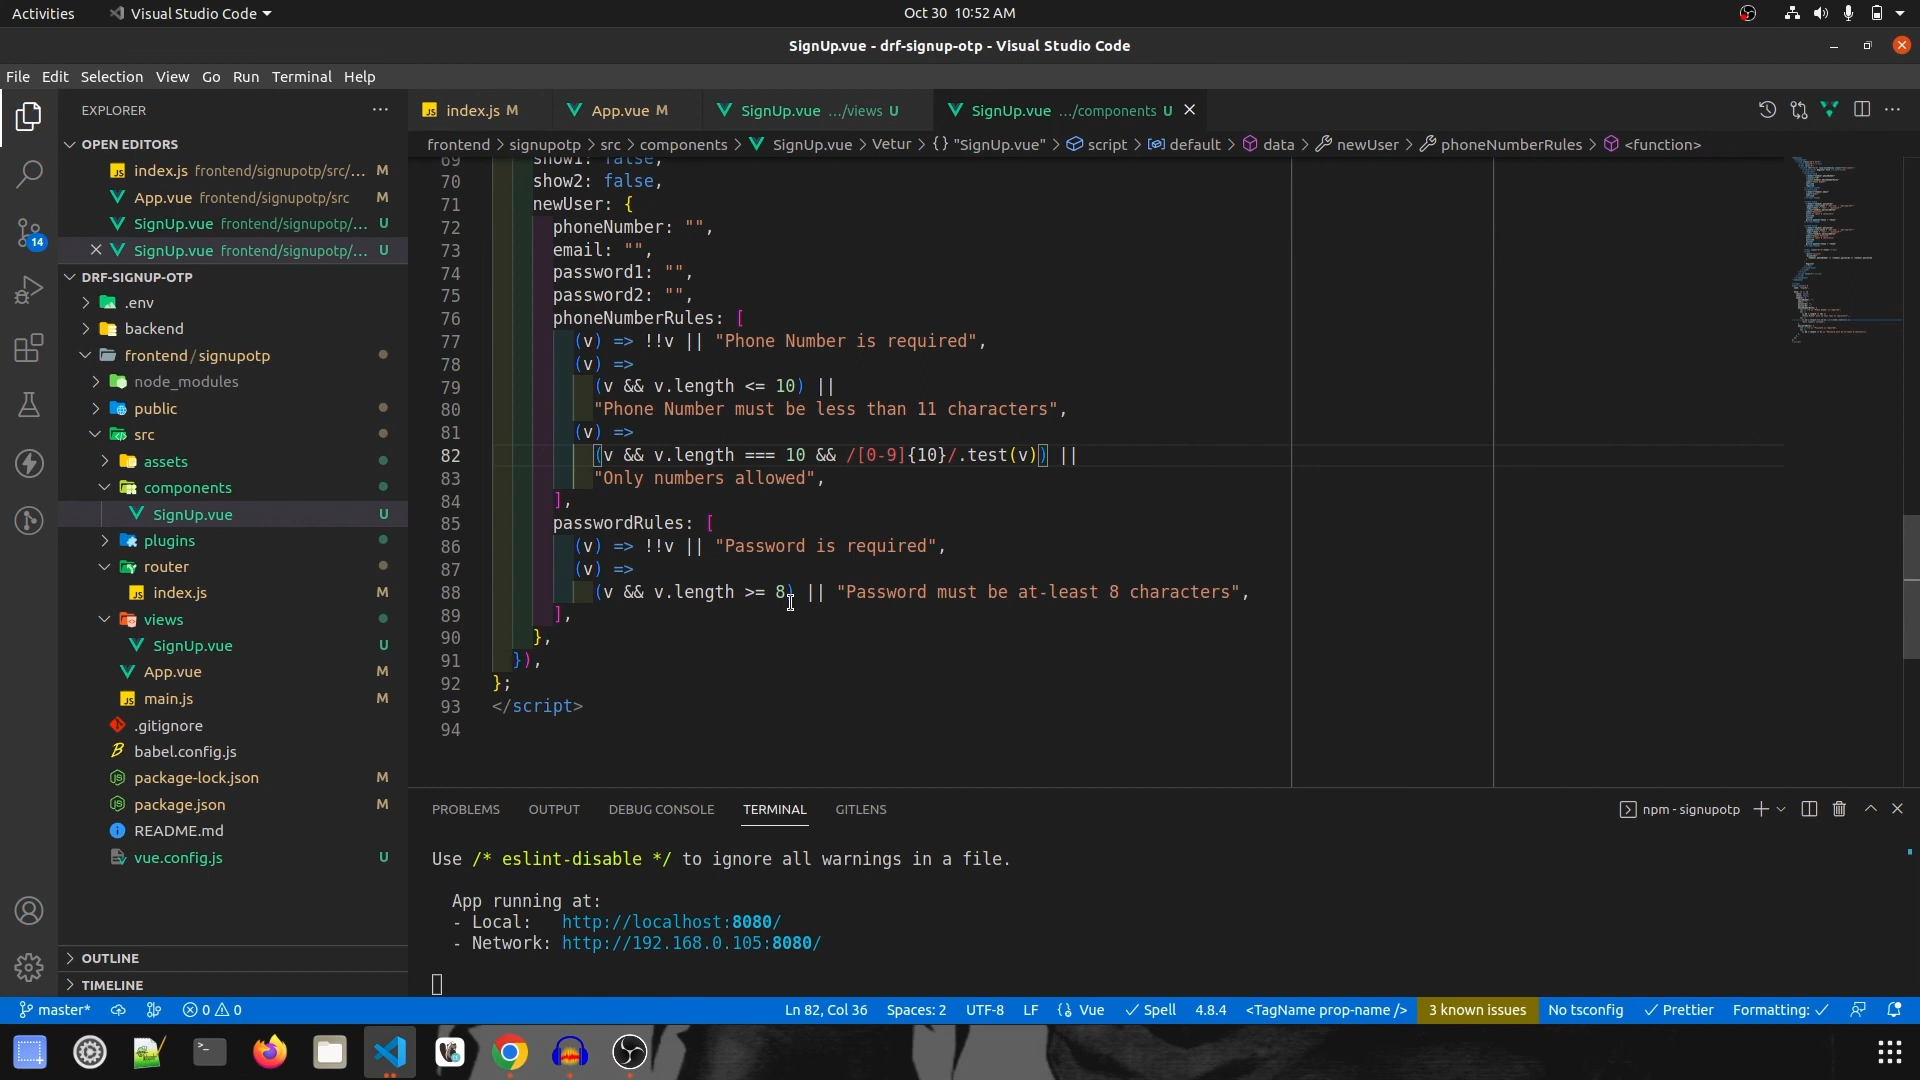 Activities
Visual Studio Code
Oct 30 10:52 AM
SignUp.vue - drf-signup-otp - Visual Studio Code
File Edit Selection View Go Run Terminal Help
EXPLORER
OPEN EDITORS
index.js frontend/signupotp/src/... M
App.vue frontend/signupotp/src M
SignUp.vue frontend/signupotp/... U
SignUp.vue frontend/signupotp/... U
DRF-SIGNUP-OTP
.env
backend
frontend / signupotp
node_modules
public
src
assets
components
SignUp.vue U
plugins
router
index.js
views
SignUp.vue U
App.vue M
main.js M
.gitignore
babel.config.js
package-lock.json M
package.json M
README.md
vue.config.js U
OUTLINE
TIMELINE
14
index.js M
App.vue M
SignUp.vue .../views U
SignUp.vue .../components U
frontend > signupotp > src > components > SignUp.vue > Vetur > {} "SignUp.vue" > script > default > data > newUser > phoneNumberRules > <function>
69 show1: false,
70 show2: false,
71 newUser: {
72 phoneNumber: "",
73 email: "",
74 password1: "",
75 password2: "",
76 phoneNumberRules: [
77 (v) => !!v || "Phone Number is required",
78 (v) =>
79 (v && v.length <= 10) ||
80 "Phone Number must be less than 11 characters",
81 (v) =>
82 (v && v.length === 10 && /[0-9]{10}/.test(v)) ||
83 "Only numbers allowed",
84 ],
85 passwordRules: [
86 (v) => !!v || "Password is required",
87 (v) =>
88 (v && v.length >= 8) || "Password must be at-least 8 characters",
89 ],
90 },
91 }),
92 };
93 </script>
94
PROBLEMS OUTPUT DEBUG CONSOLE TERMINAL GITLENS
npm - signupotp
Use /* eslint-disable */ to ignore all warnings in a file.
App running at:
- Local: http://localhost:8080/
- Network: http://192.168.0.105:8080/
master* 0 0 Ln 82, Col 36 Spaces: 2 UTF-8 LF {} Vue Spell 4.8.4 <TagName prop-name /> 3 known issues No tsconfig Prettier Formatting: